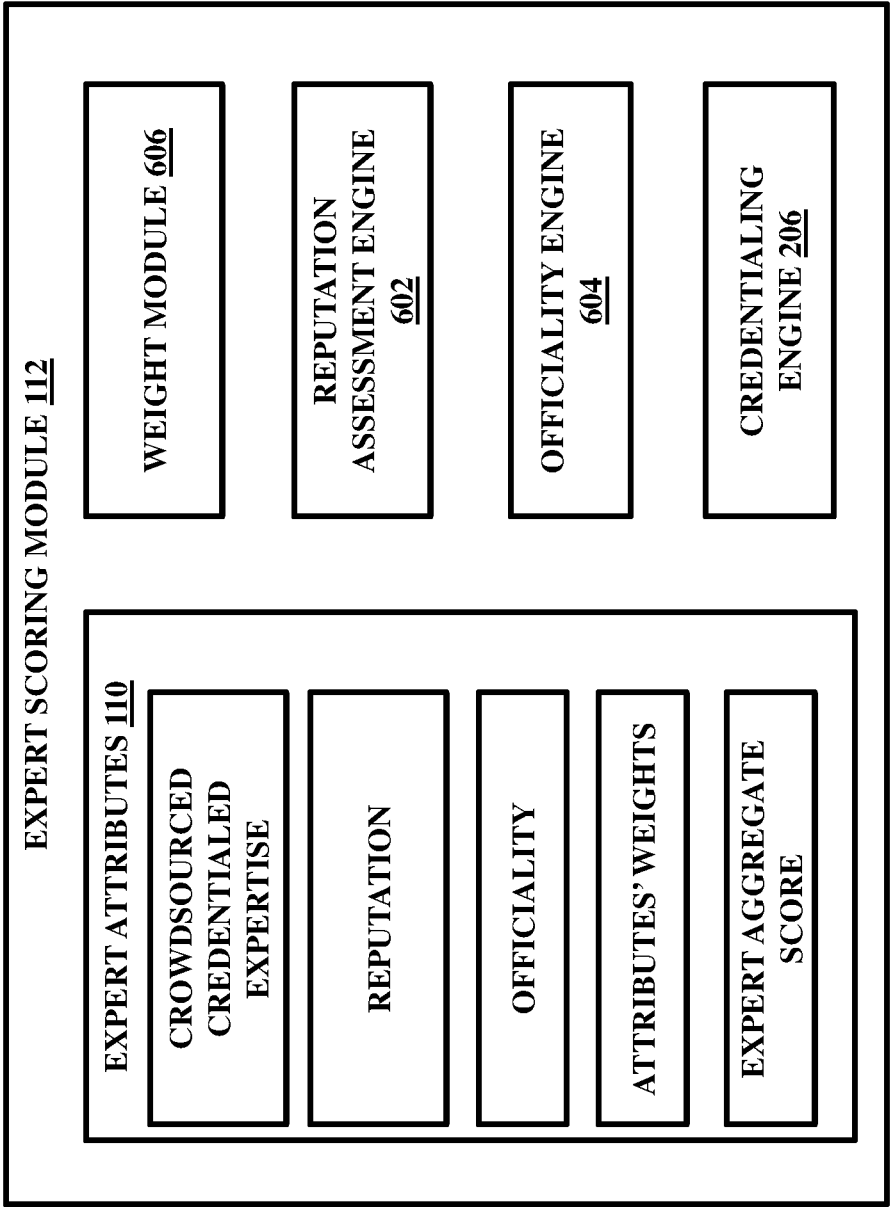 EXPERT SCORING MODULE 112
EXPERT ATTRIBUTES 110
CROWDSOURCED
CREDENTIALED
EXPERTISE
REPUTATION
OFFICIALITY
ATTRIBUTES’ WEIGHTS
EXPERT AGGREGATE
SCORE
WEIGHT MODULE 606
REPUTATION
ASSESSMENT ENGINE
602
OFFICIALITY ENGINE
604
CREDENTIALING
ENGINE 206